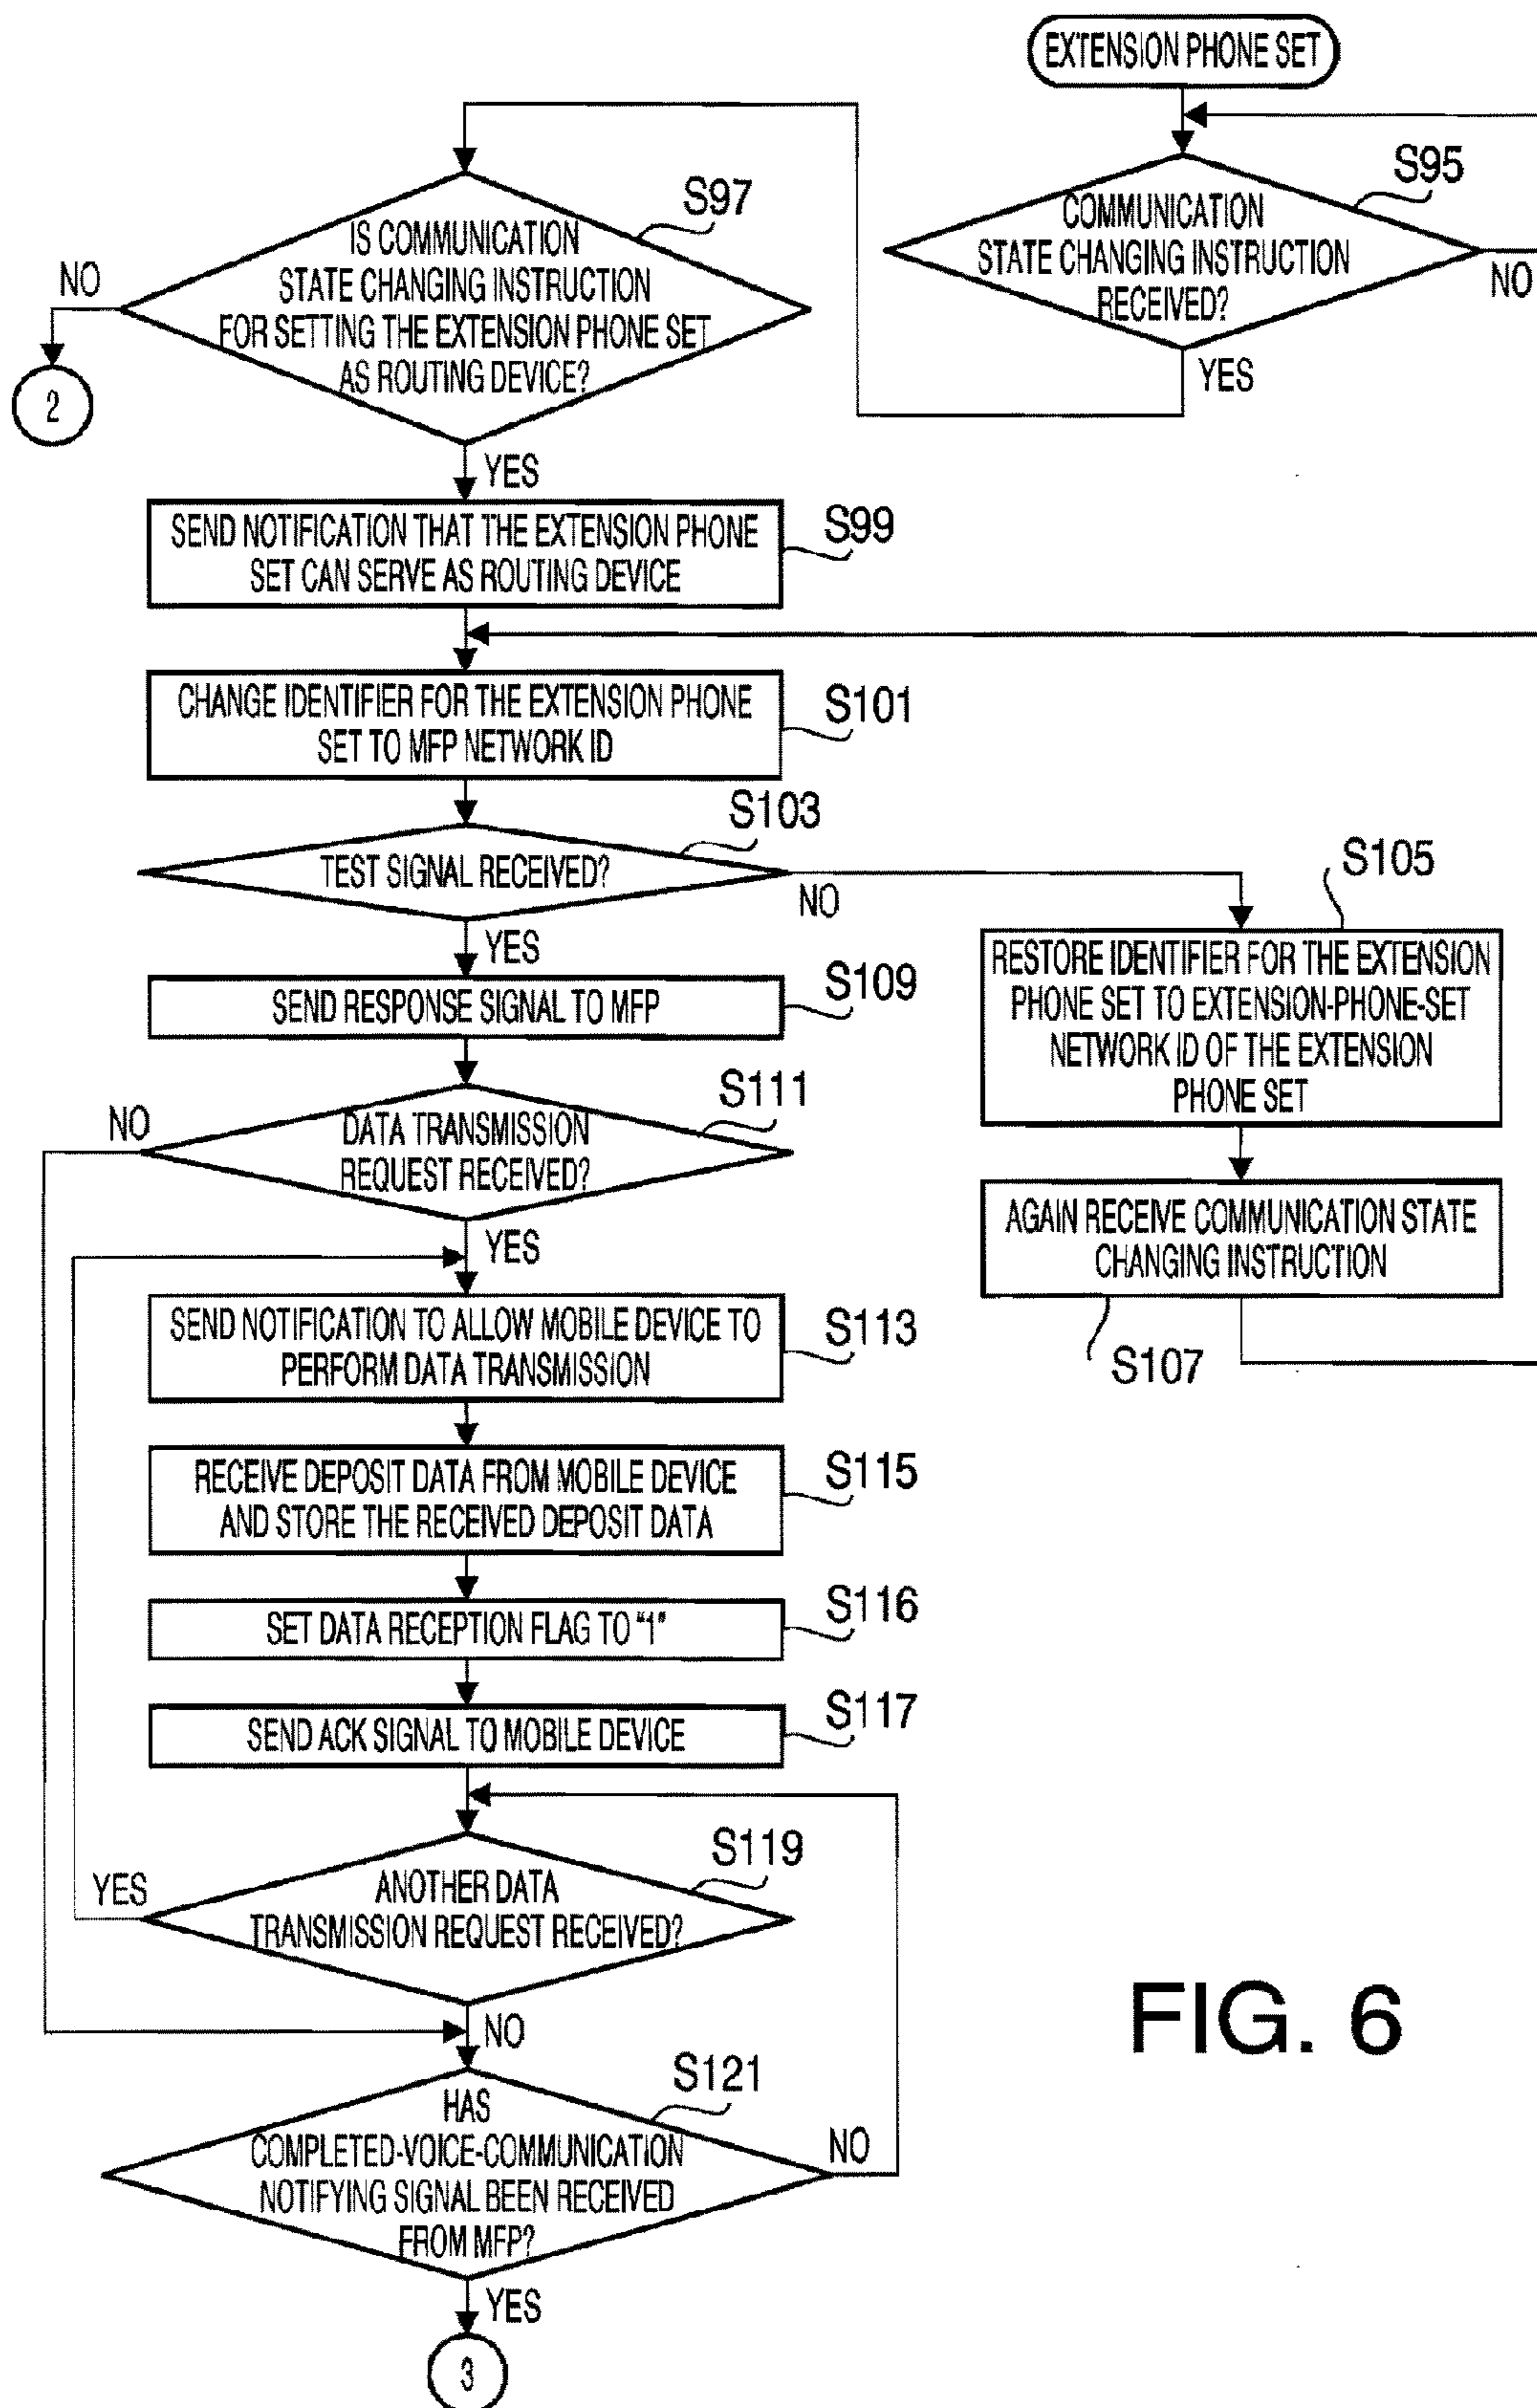 EXTENSION PHONE SET
S95
COMMUNICATION
STATE CHANGING INSTRUCTION
RECEIVED?
NO
YES
S97
IS COMMUNICATION
STATE CHANGING INSTRUCTION
FOR SETTING THE EXTENSION PHONE SET
AS ROUTING DEVICE?
NO
2
YES
S99
SEND NOTIFICATION THAT THE EXTENSION PHONE
SET CAN SERVE AS ROUTING DEVICE
S101
CHANGE IDENTIFIER FOR THE EXTENSION PHONE
SET TO MFP NETWORK ID
S103
TEST SIGNAL RECEIVED?
NO
YES
S105
RESTORE IDENTIFIER FOR THE EXTENSION
PHONE SET TO EXTENSION-PHONE-SET
NETWORK ID OF THE EXTENSION
PHONE SET
AGAIN RECEIVE COMMUNICATION STATE
CHANGING INSTRUCTION
S107
S109
SEND RESPONSE SIGNAL TO MFP
S111
NO
DATA TRANSMISSION
REQUEST RECEIVED?
YES
SEND NOTIFICATION TO ALLOW MOBILE DEVICE TO
PERFORM DATA TRANSMISSION
S113
RECEIVE DEPOSIT DATA FROM MOBILE DEVICE
AND STORE THE RECEIVED DEPOSIT DATA
S115
SET DATA RECEPTION FLAG TO "1"
S116
SEND ACK SIGNAL TO MOBILE DEVICE
S117
S119
YES
ANOTHER DATA
TRANSMISSION REQUEST RECEIVED?
NO
S121
HAS
COMPLETED-VOICE-COMMUNICATION
NOTIFYING SIGNAL BEEN RECEIVED
FROM MFP?
NO
YES
3
FIG. 6